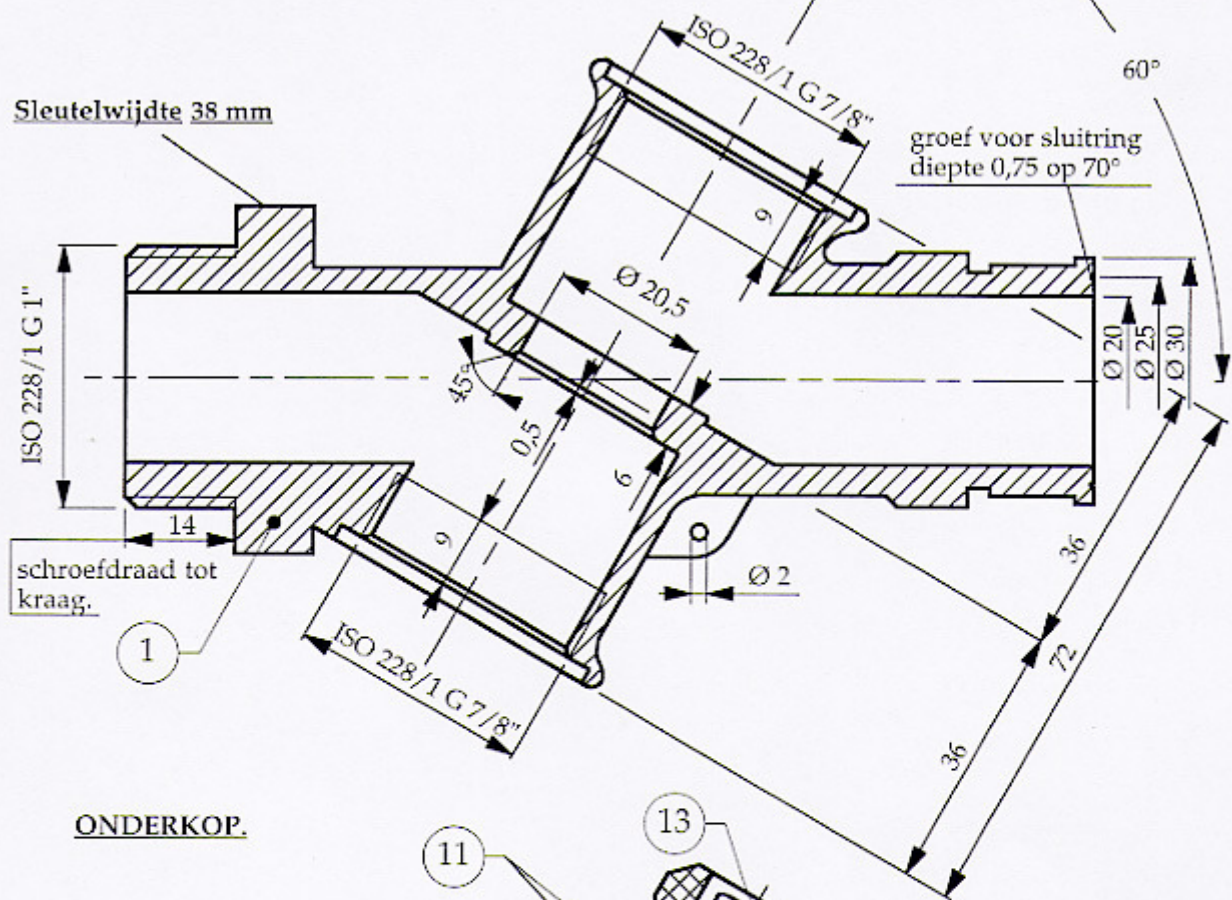 ISO 228/1 G 7/8"
60°
Sleutelwijdte 38 mm
groef voor sluitring
diepte 0,75 op 70°
9
Ø 20,5
ISO 228/1 G 1"
45°
0,5
6
Ø 20
Ø 25
Ø 30
14
9
36
72
schroefdraad tot
kraag.
Ø 2
1
ISO 228/1 G 7/8"
36
ONDERKOP.
13
11